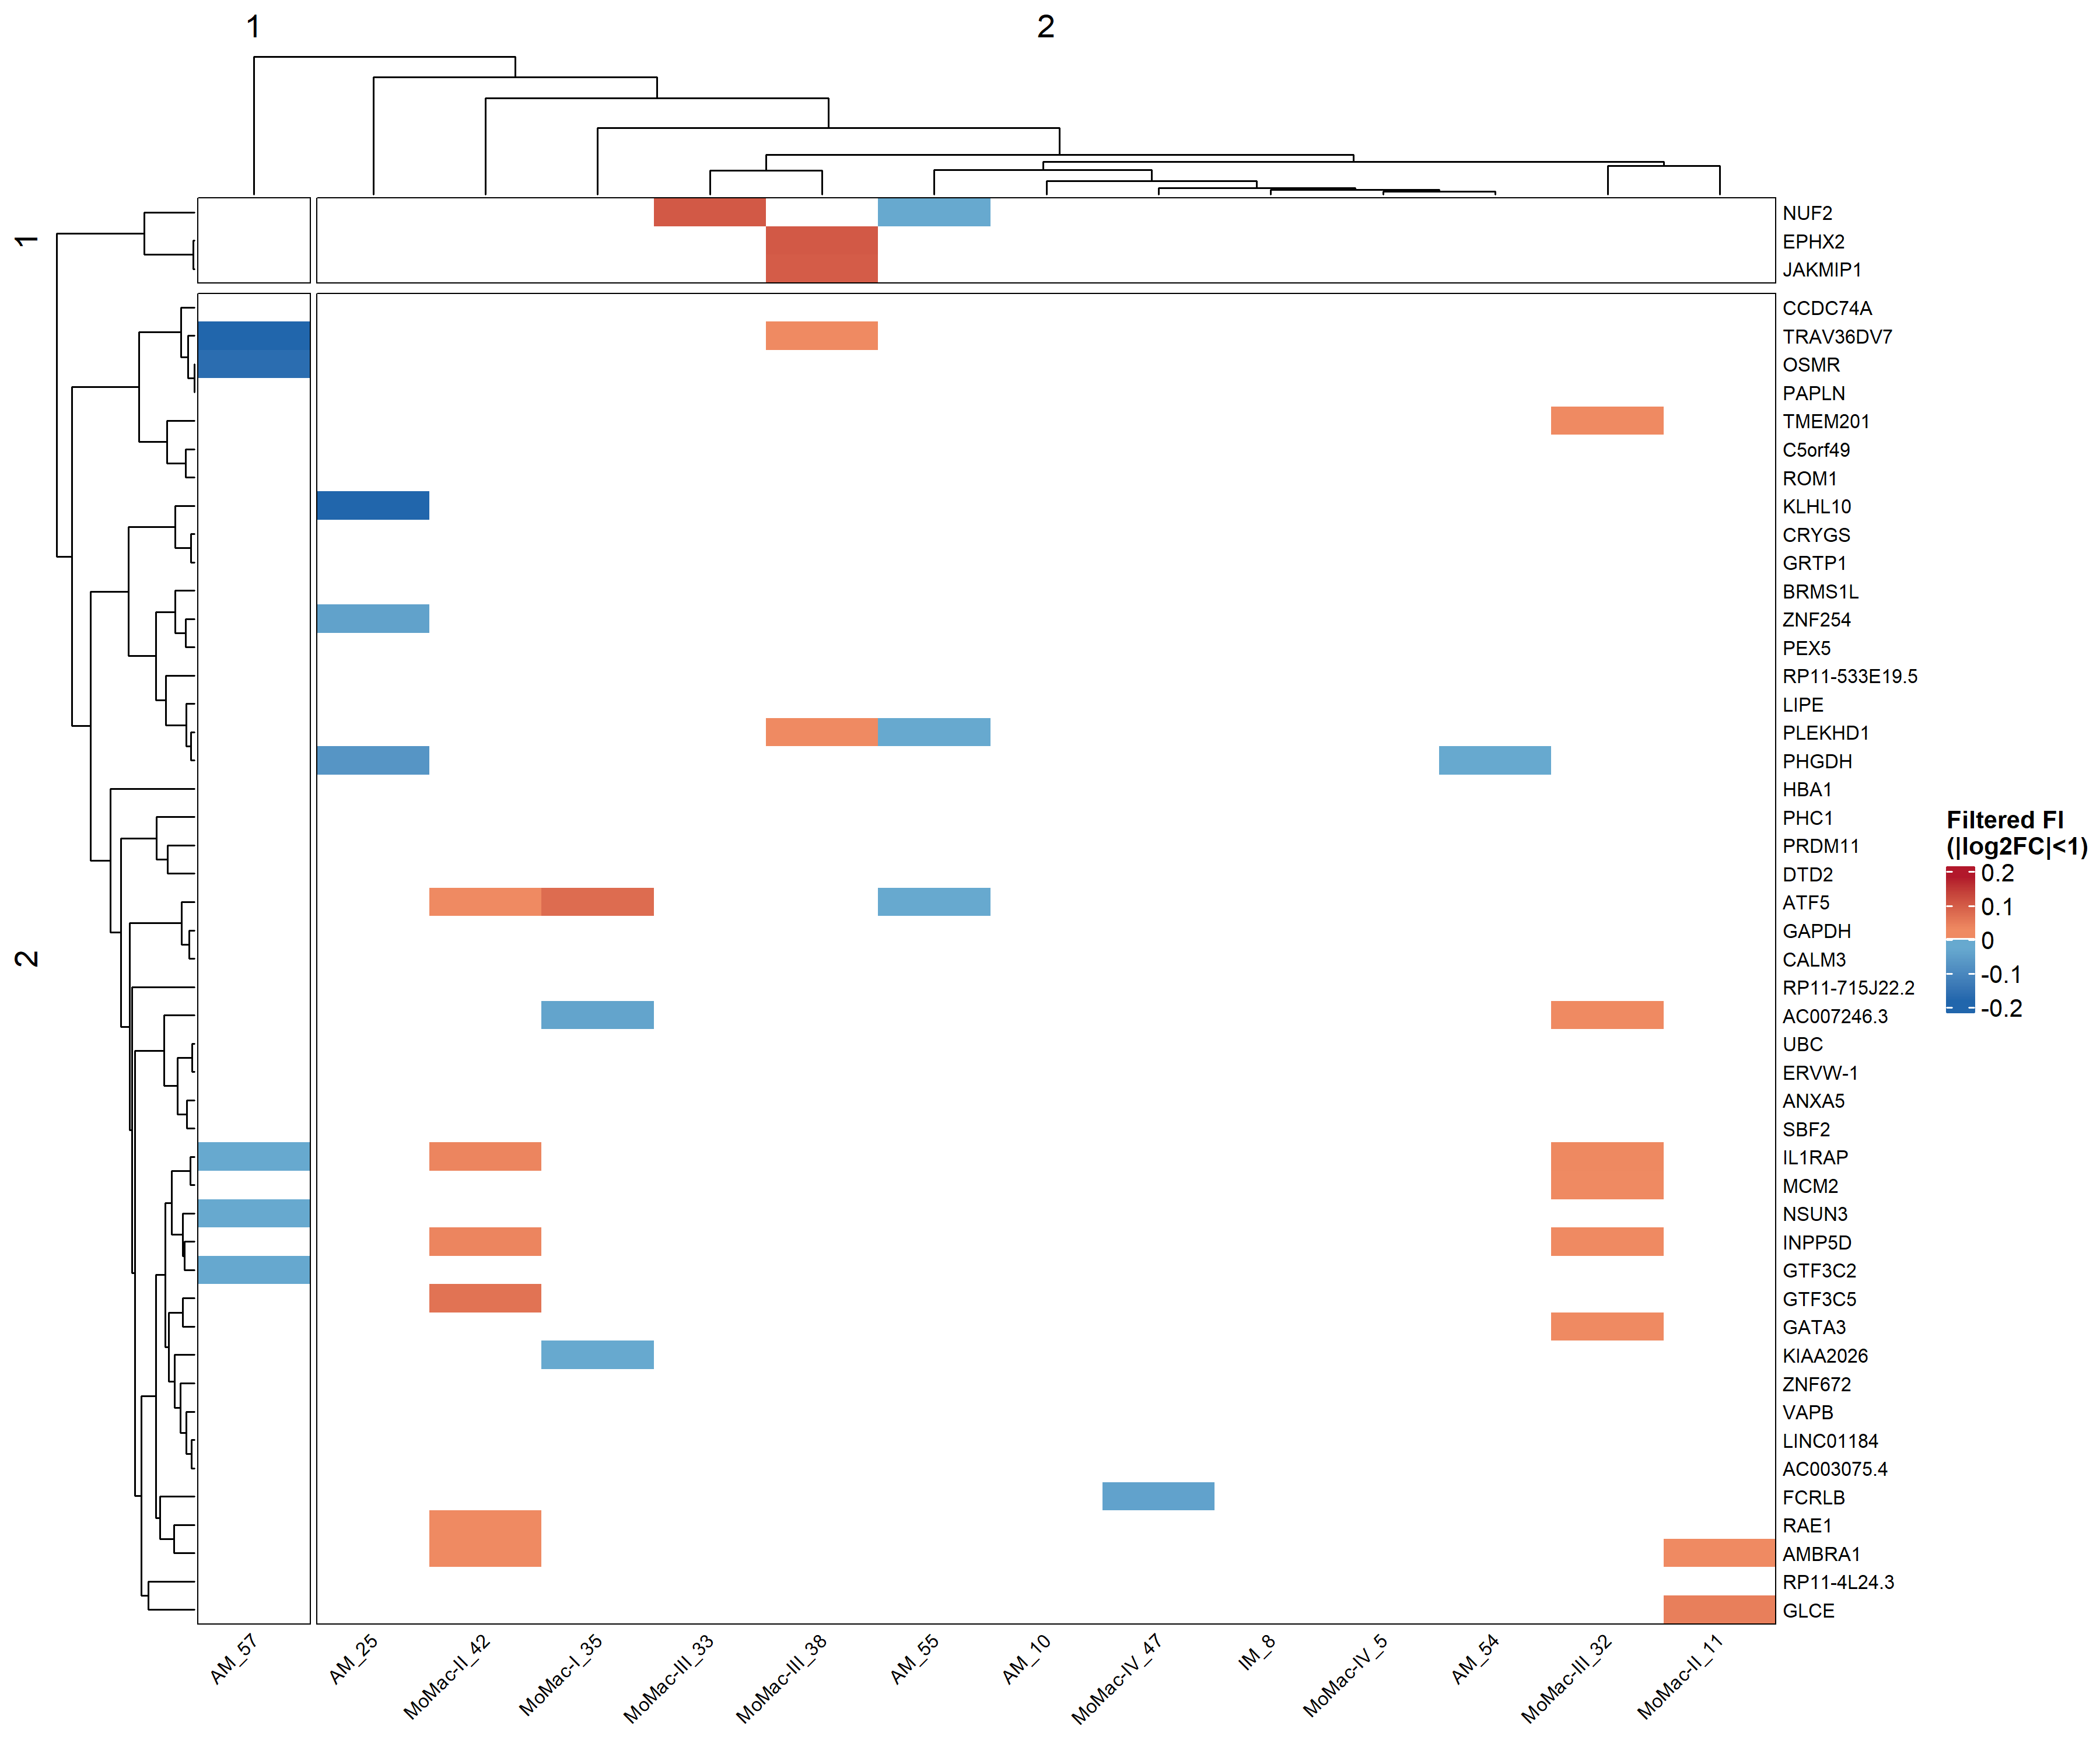 1
2
1
2
NUF2
EPHX2
JAKMIP1
CCDC74A
TRAV36DV7
OSMR
PAPLN
TMEM201
C5orf49
ROM1
KLHL10
CRYGS
GRTP1
BRMS1L
ZNF254
PEX5
RP11-533E19.5
LIPE
PLEKHD1
PHGDH
HBA1
PHC1
PRDM11
DTD2
ATF5
GAPDH
CALM3
RP11-715J22.2
AC007246.3
UBC
ERVW-1
ANXA5
SBF2
IL1RAP
MCM2
NSUN3
INPP5D
GTF3C2
GTF3C5
GATA3
KIAA2026
ZNF672
VAPB
LINC01184
AC003075.4
FCRLB
RAE1
AMBRA1
RP11-4L24.3
GLCE
Filtered FI
(|log2FC|<1)
0.2
0.1
0
-0.1
-0.2
AM_57
AM_25
MoMac-II_42
MoMac-I_35
MoMac-III_33
MoMac-III_38
AM_55
AM_10
MoMac-IV_47
IM_8
MoMac-IV_5
AM_54
MoMac-III_32
MoMac-II_11